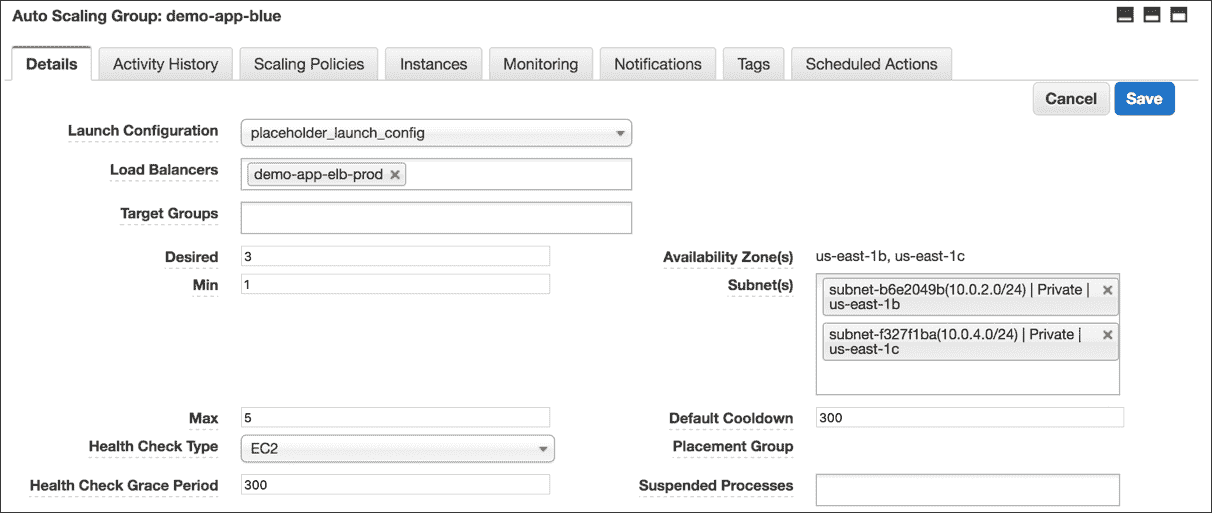 Auto Scaling Group: demo-app-blue
Details Activity History Scaling Policies Instances Monitoring Notifications Tags Scheduled Actions
Cancel Save
Launch Configuration placeholder_launch_config
Load Balancers demo-app-elb-prod ×
Target Groups
Desired 3 Availability Zone(s) us-east-1b, us-east-1c
Min 1 Subnet(s) subnet-b6e2049b(10.0.2.0/24) | Private | ×
us-east-1b
subnet-f327f1ba(10.0.4.0/24) | Private | ×
us-east-1c
Max 5 Default Cooldown 300
Health Check Type EC2 Placement Group
Health Check Grace Period 300 Suspended Processes